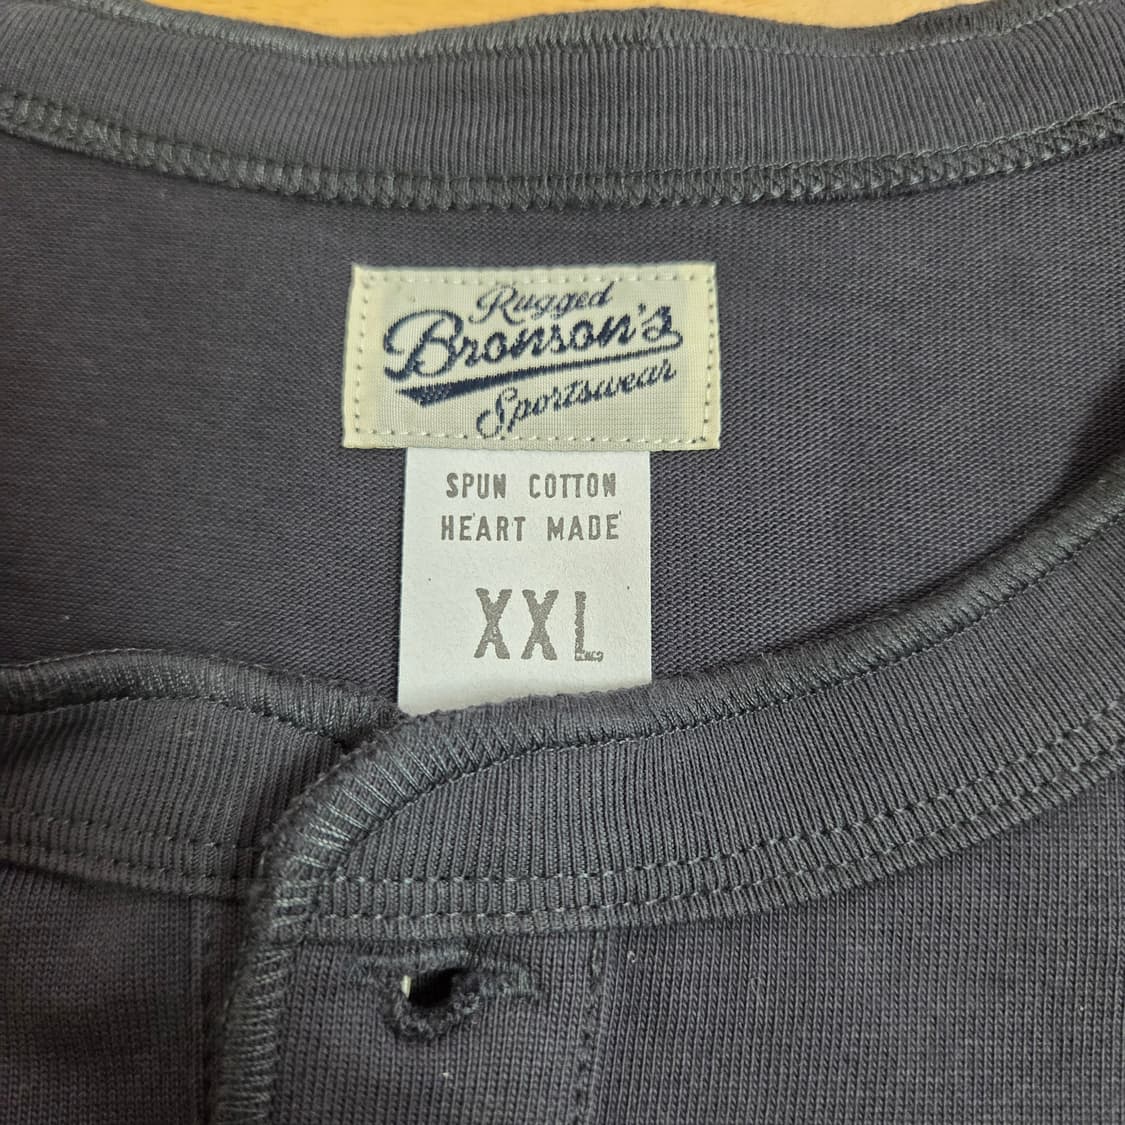 Rugged
Bronson's
Sportswear
SPUN COTTON
HEART MADE
XXL